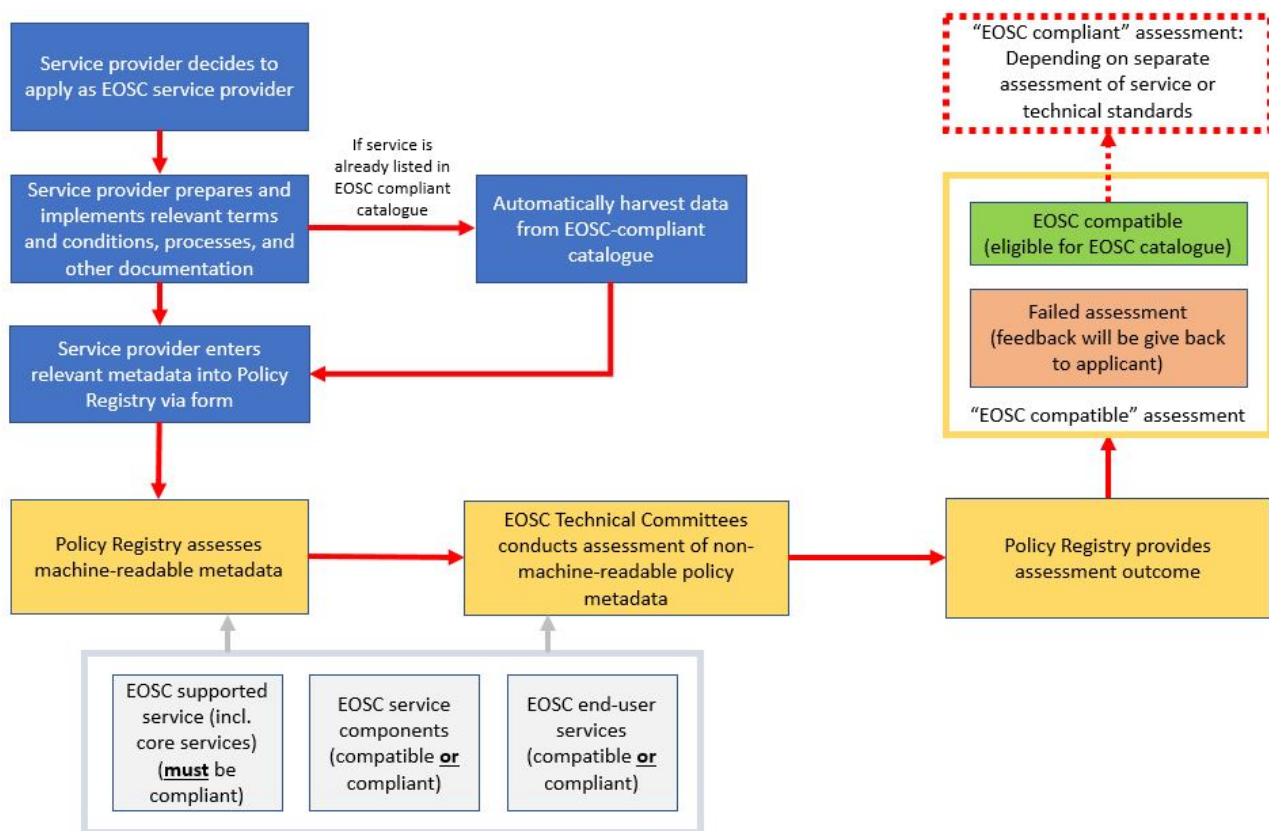 Service provider decides to
apply as EOSC service provider
If service is
already listed in
EOSC compliant
catalogue
Service provider prepares and
implements relevant terms
and conditions, processes, and
other documentation
Automatically harvest data
from EOSC-compliant
catalogue
Service provider enters
relevant metadata into Policy
Registry via form
Policy Registry assesses
machine-readable metadata
EOSC Technical Committees
conducts assessment of non-
machine-readable policy
metadata
Policy Registry provides
assessment outcome
“EOSC compliant” assessment:
Depending on separate
assessment of service or
technical standards
EOSC compatible
(eligible for EOSC catalogue)
Failed assessment
(feedback will be give back
to applicant)
“EOSC compatible” assessment
EOSC supported
service (incl.
core services)
(must be
compliant)
EOSC service
components
(compatible or
compliant)
EOSC end-user
services
(compatible or
compliant)